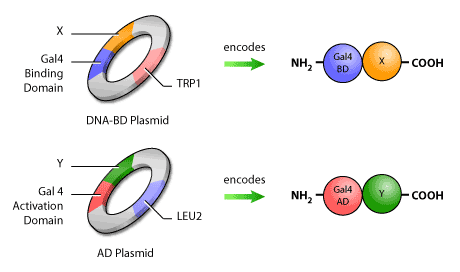 X
Gal4
Binding
Domain
TRP1
DNA-BD Plasmid
encodes
NH2
Gal4
BD
X
COOH
Y
Gal 4
Activation
Domain
LEU2
AD Plasmid
encodes
NH2
Gal4
AD
Y
COOH